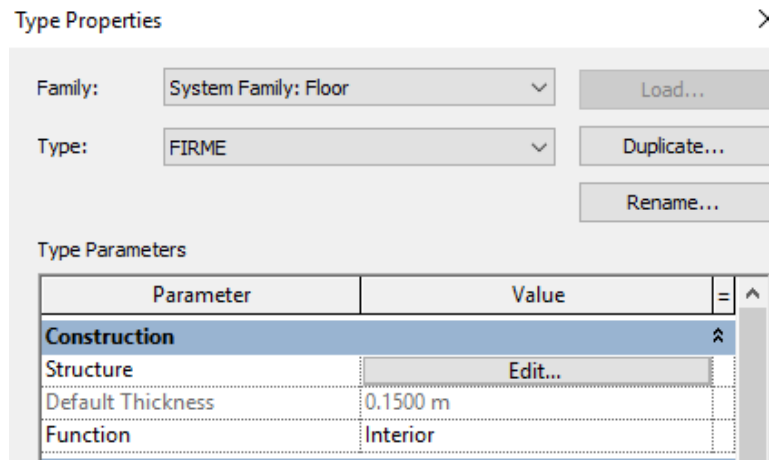 Type Properties
Family: System Family: Floor Load...
Type: FIRME Duplicate...
Rename...
Type Parameters
Parameter Value =
Construction
Structure Edit...
Default Thickness 0.1500 m
Function Interior